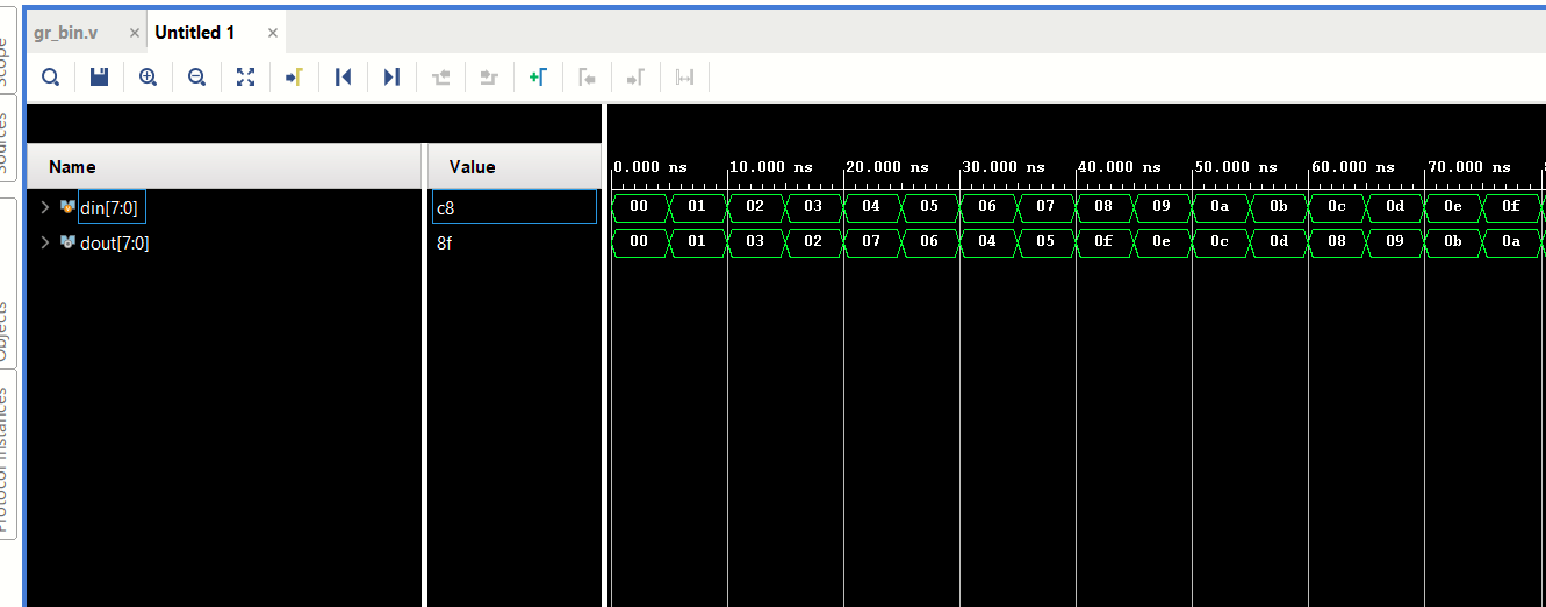 gr_bin.v × Untitled 1 ×
Scope
Sources
Objects
Protocol Instances
Name Value
0.000 ns 10.000 ns 20.000 ns 30.000 ns 40.000 ns 50.000 ns 60.000 ns 70.000 ns
din[7:0] c8 00 01 02 03 04 05 06 07 08 09 0a 0b 0c 0d 0e 0f
dout[7:0] 8f 00 01 03 02 07 06 04 05 0f 0e 0c 0d 08 09 0b 0a